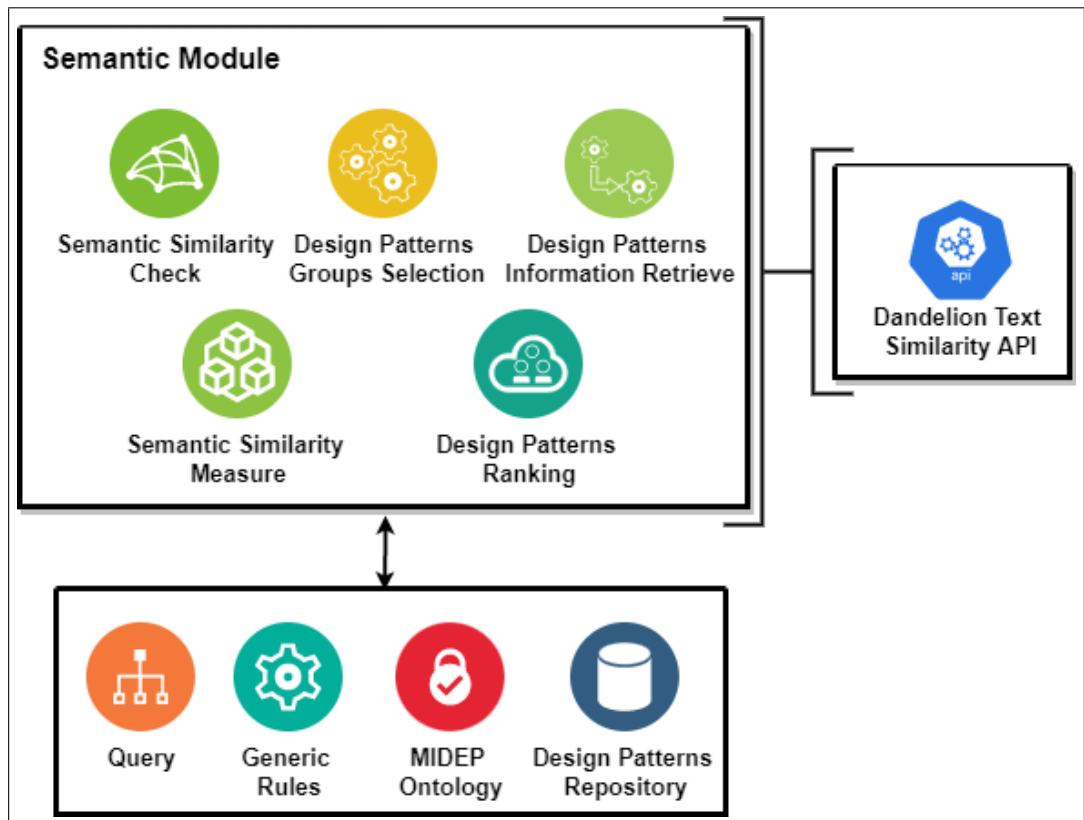 Semantic Module
Semantic Similarity
Check
Design Patterns
Groups Selection
Design Patterns
Information Retrieve
Semantic Similarity
Measure
Design Patterns
Ranking
api
Dandelion Text
Similarity API
Query
Generic
Rules
MIDEP
Ontology
Design Patterns
Repository